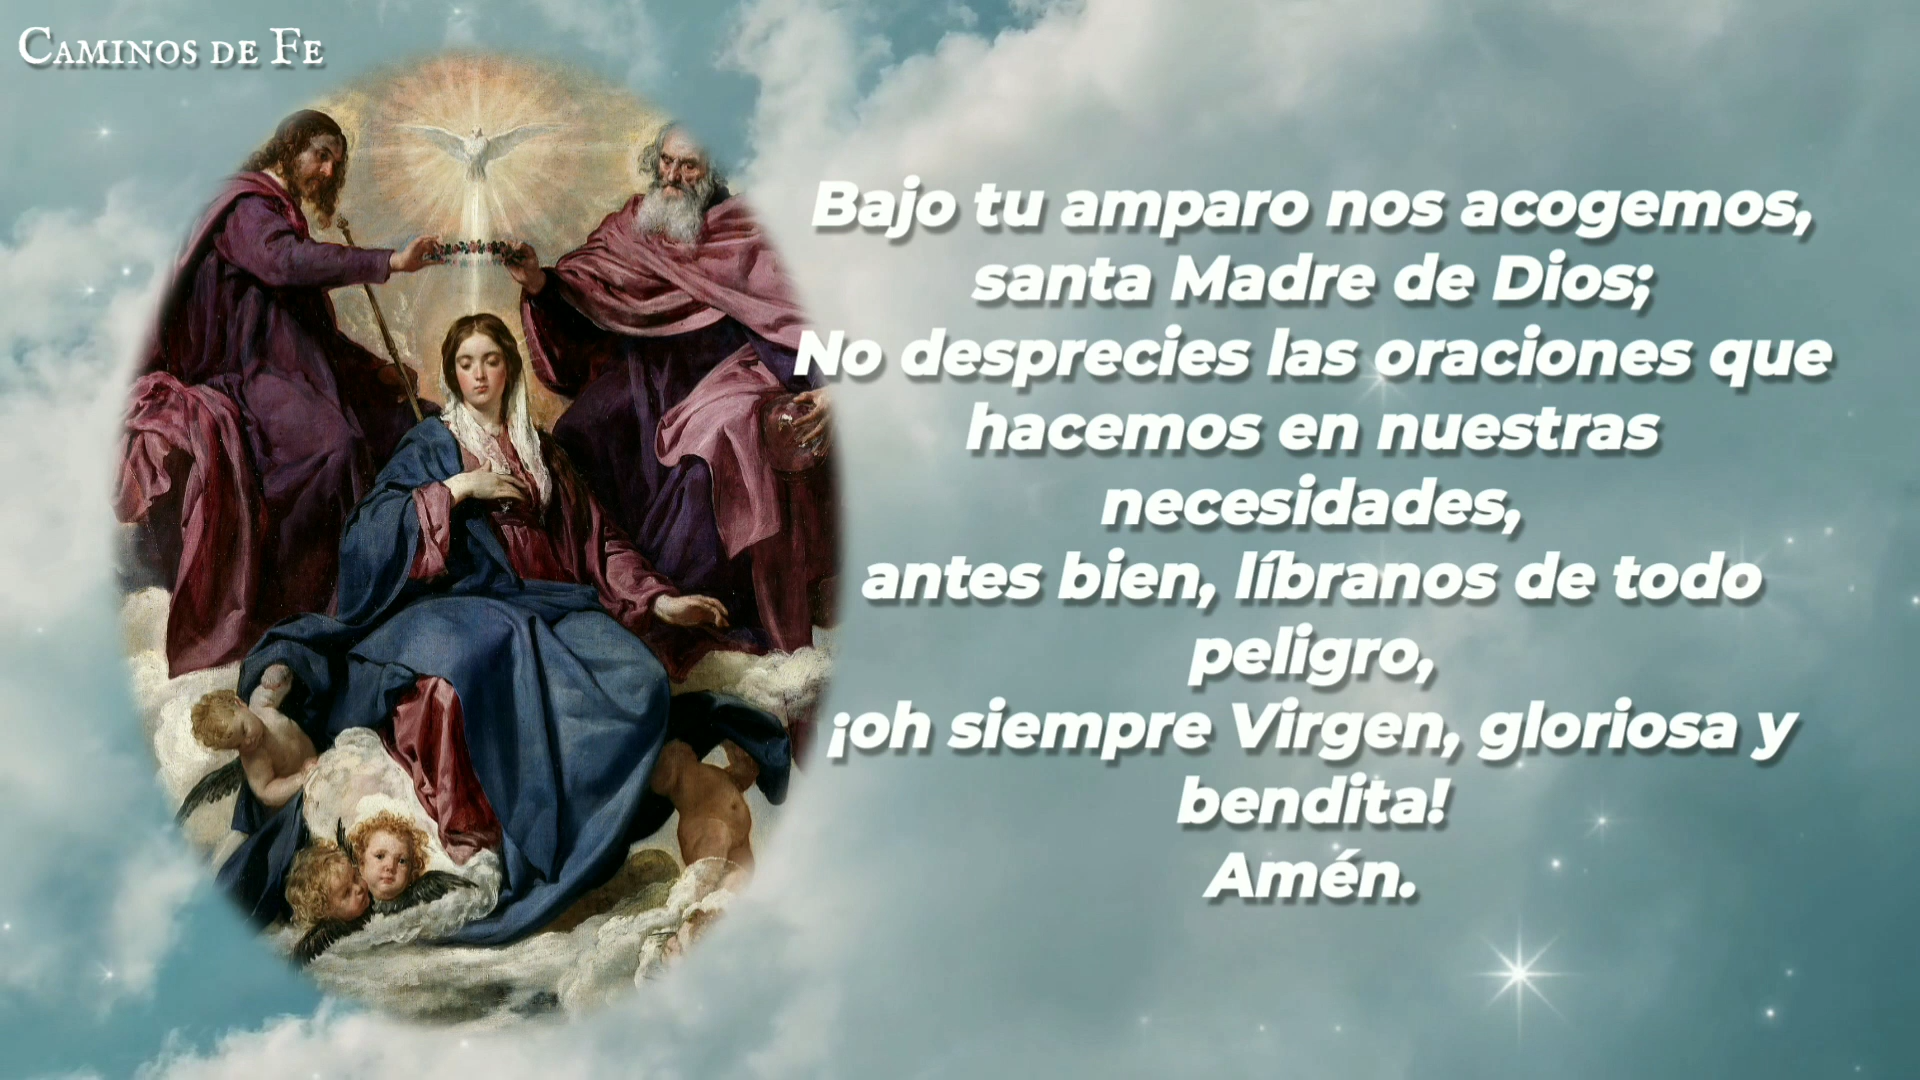 Caminos de Fe
Bajo tu amparo nos acogemos,
santa Madre de Dios;
No desprecies las oraciones que
hacemos en nuestras
necesidades,
antes bien, líbranos de todo
peligro,
¡oh siempre Virgen, gloriosa y
bendita!
Amén.